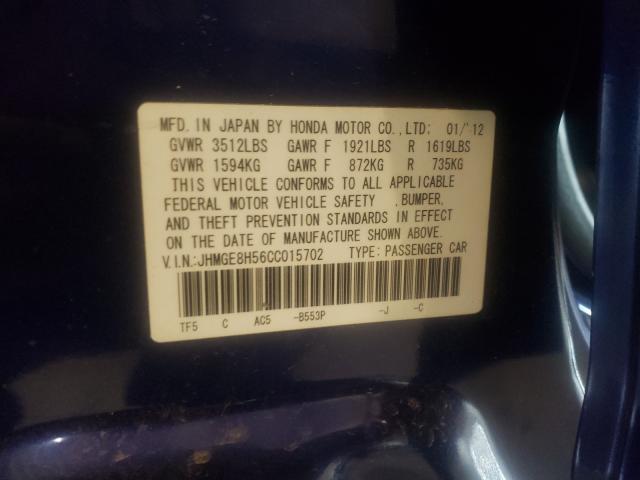 MFD. IN JAPAN BY HONDA MOTOR CO.,LTD: 01/'12
GVWR 3512LBS GAWR F 1921LBS R 1619LBS
GVWR 1594KG GAWR F 872KG R 735KG
THIS VEHICLE CONFORMS TO ALL APPLICABLE
FEDERAL MOTOR VEHICLE SAFETY ,BUMPER,
AND THEFT PREVENTION STANDARDS IN EFFECT
ON THE DATE OF MANUFACTURE SHOWN ABOVE.
V.I.N.:JHMGE8H56CC015702 TYPE: PASSENGER CAR
TF5 C AC5 -B553P -J -C